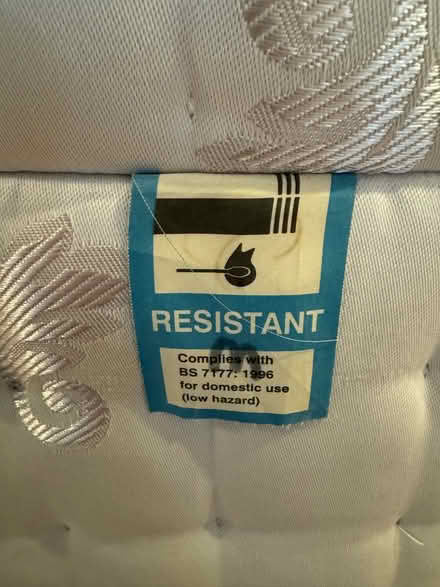 RESISTANT
Complies with
BS 7177: 1996
for domestic use
(low hazard)